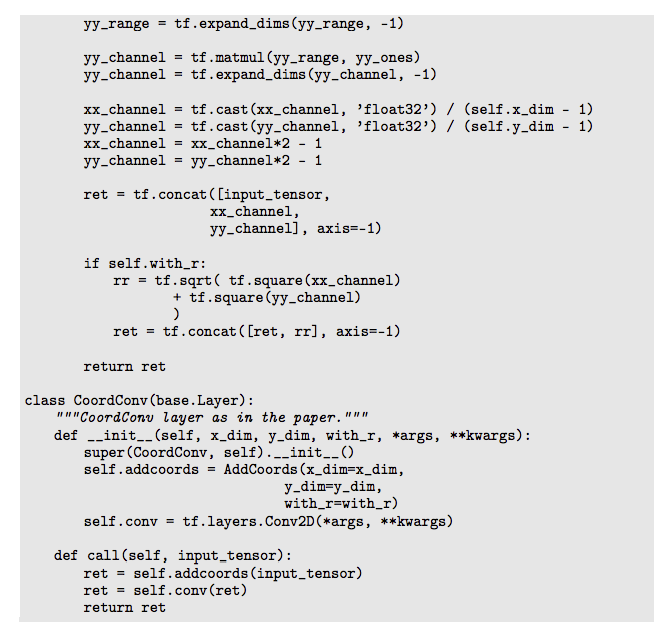 yy_range = tf.expand_dims(yy_range, -1)
yy_channel = tf.matmul(yy_range, yy_ones)
yy_channel = tf.expand_dims(yy_channel, -1)
xx_channel = tf.cast(xx_channel, ’float32’) / (self.x_dim - 1)
yy_channel = tf.cast(yy_channel, ’float32’) / (self.y_dim - 1)
xx_channel = xx_channel*2 - 1
yy_channel = yy_channel*2 - 1
ret = tf.concat([input_tensor,
xx_channel,
yy_channel], axis=-1)
if self.with_r:
rr = tf.sqrt( tf.square(xx_channel)
+ tf.square(yy_channel)
)
ret = tf.concat([ret, rr], axis=-1)
return ret
class CoordConv(base.Layer):
"""CoordConv layer as in the paper."""
def __init__(self, x_dim, y_dim, with_r, *args, **kwargs):
super(CoordConv, self).__init__()
self.addcoords = AddCoords(x_dim=x_dim,
y_dim=y_dim,
with_r=with_r)
self.conv = tf.layers.Conv2D(*args, **kwargs)
def call(self, input_tensor):
ret = self.addcoords(input_tensor)
ret = self.conv(ret)
return ret